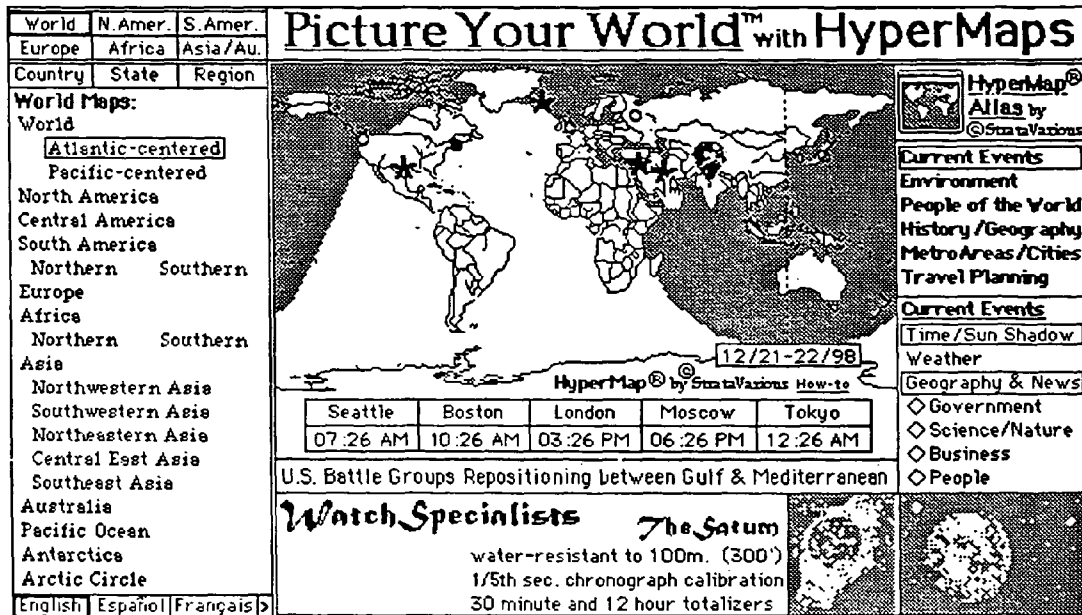 World N.Amer. S.Amer.
Europe Africa Asia/Au.
Country State Region
Picture Your World™ with HyperMaps
World Maps:
World
Atlantic-centered
Pacific-centered
North America
Central America
South America
Northern Southern
Europe
Africa
Northern Southern
Asia
Northwestern Asia
Southwestern Asia
Northeastern Asia
Central East Asia
Southeast Asia
Australia
Pacific Ocean
Antarctica
Arctic Circle
English Español Français >
12/21-22/98
HyperMap® by © StrataVarious How-to
Seattle Boston London Moscow Tokyo
07:26 AM 10:26 AM 03:26 PM 06:26 PM 12:26 AM
U.S. Battle Groups Repositioning between Gulf & Mediterranean
Watch Specialists The Saturn
water-resistant to 100m. (300')
1/5th sec. chronograph calibration
30 minute and 12 hour totalizers
HyperMap®
Atlas by
©StrataVarious
Current Events
Environment
People of the World
History/Geography
MetroAreas/Cities
Travel Planning
Current Events
Time/Sun Shadow
Weather
Geography & News
◇Government
◇Science/Nature
◇Business
◇People